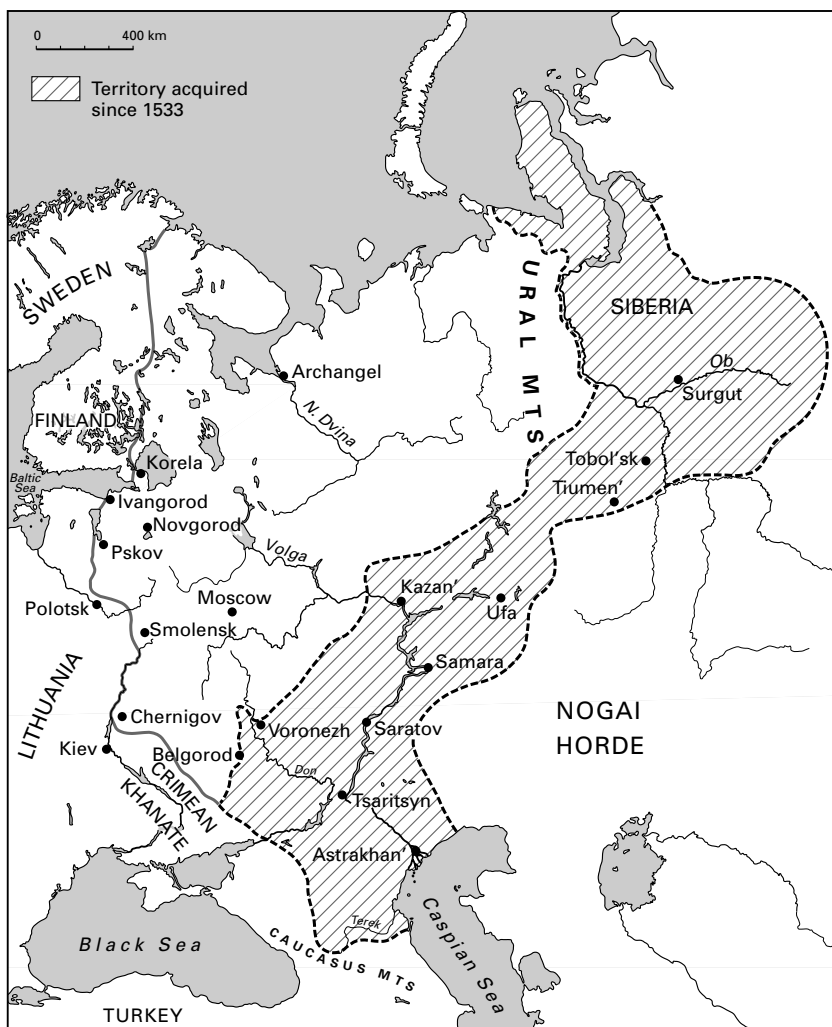 0 400 km
Territory acquired
since 1533
SWEDEN
URAL MTS
SIBERIA
Ob
Surgut
Archangel
N. Dvina
FINLAND
Korela
Tobol'sk
Tiumen'
Baltic
Sea
Ivangorod
Novgorod
Pskov
Volga
Kazan'
Ufa
Polotsk
Moscow
Smolensk
Samara
LITHUANIA
Chernigov
Voronezh
Saratov
NOGAI
HORDE
Kiev
Belgorod
Don
CRIMEAN
KHANATE
Tsaritsyn
Astrakhan'
Terek
Caspian Sea
Black Sea
CAUCASUS MTS
TURKEY